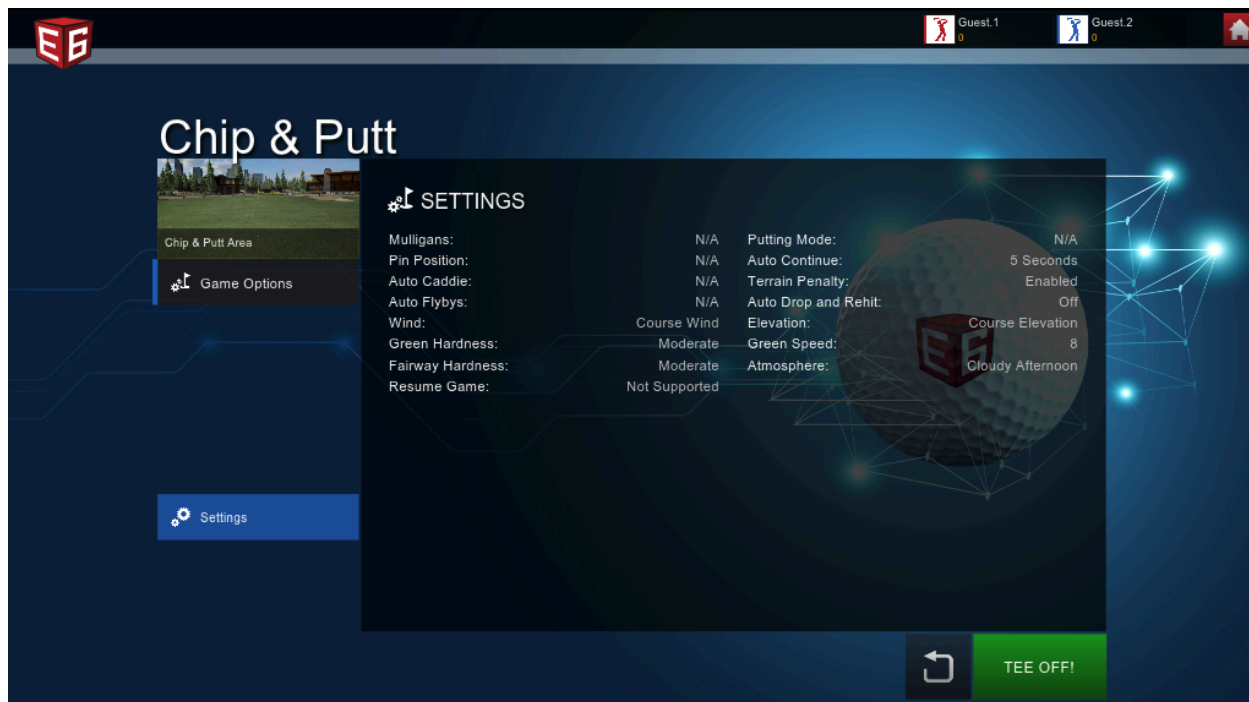 E6
Guest.1
0
Guest.2
0
Chip & Putt
Chip & Putt Area
Game Options
Settings
SETTINGS
Mulligans: N/A
Pin Position: N/A
Auto Caddie: N/A
Auto Flybys: N/A
Wind: Course Wind
Green Hardness: Moderate
Fairway Hardness: Moderate
Resume Game: Not Supported
Putting Mode: N/A
Auto Continue: 5 Seconds
Terrain Penalty: Enabled
Auto Drop and Rehit: Off
Elevation: Course Elevation
Green Speed: 8
Atmosphere: Cloudy Afternoon
E6
TEE OFF!